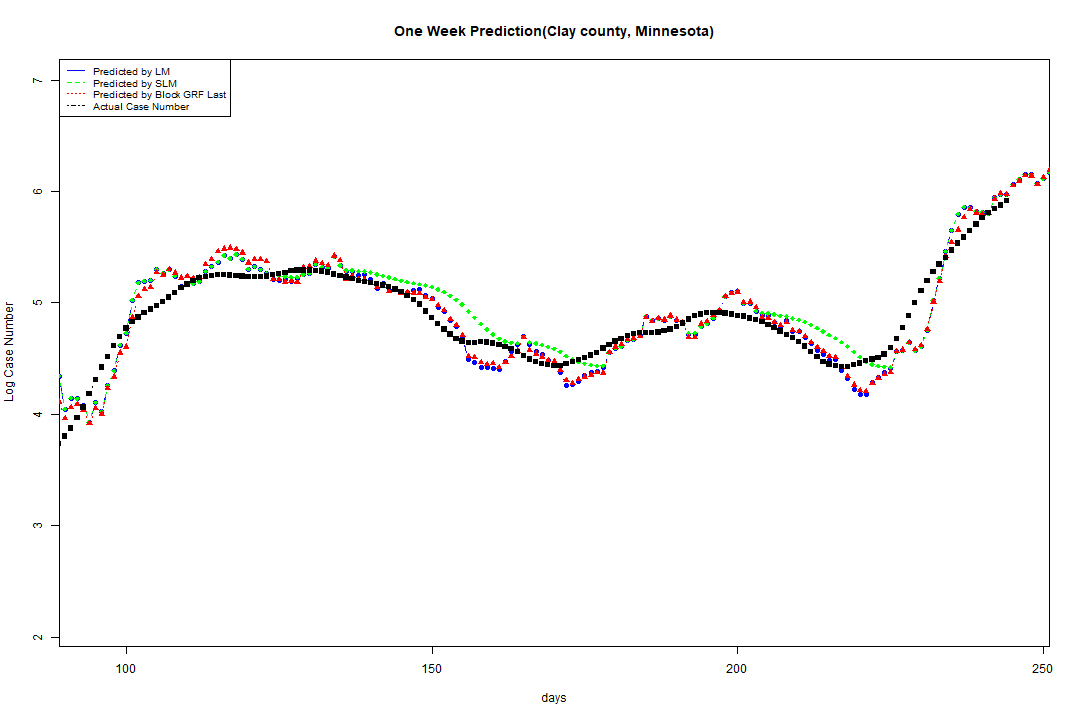 One Week Prediction(Clay county, Minnesota)
Predicted by LM
Predicted by SLM
Predicted by Block GRF Last
Actual Case Number
7
6
5
4
3
2
Log Case Number
100 150 200 250
days